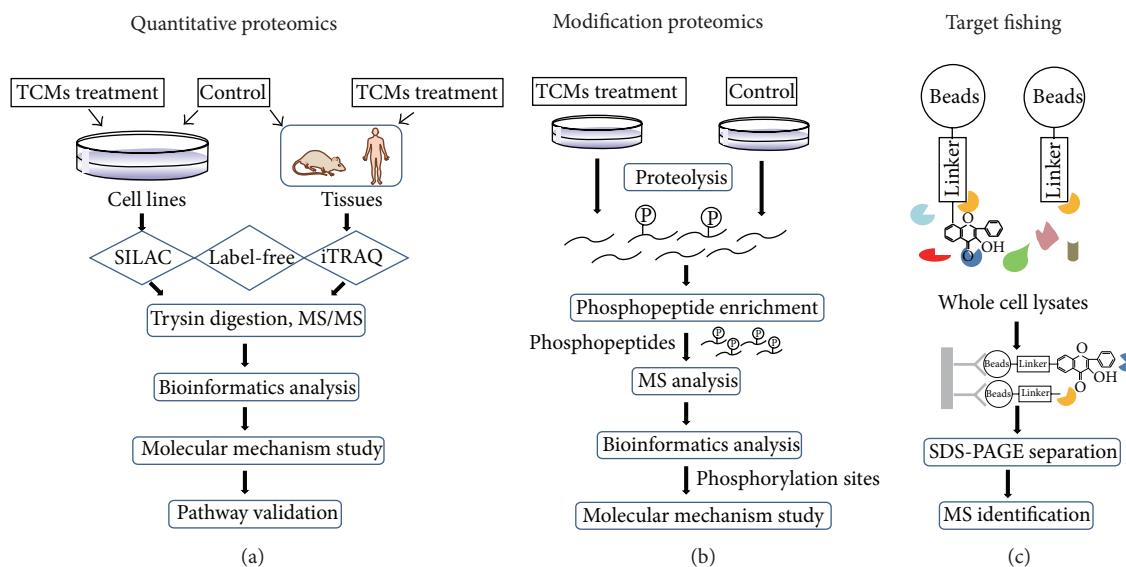 Quantitative proteomics
TCMs treatment
Control
TCMs treatment
Cell lines
Tissues
SILAC
Label-free
iTRAQ
Trysin digestion, MS/MS
Bioinformatics analysis
Molecular mechanism study
Pathway validation
(a)
Modification proteomics
TCMs treatment
Control
Proteolysis
P
P
Phosphopeptide enrichment
Phosphopeptides
P
P
P
P
MS analysis
Bioinformatics analysis
Phosphorylation sites
Molecular mechanism study
(b)
Target fishing
Beads
Beads
Linker
Linker
O
OH
O
Whole cell lysates
Beads
Linker
O
OH
O
Beads
Linker
SDS-PAGE separation
MS identification
(c)